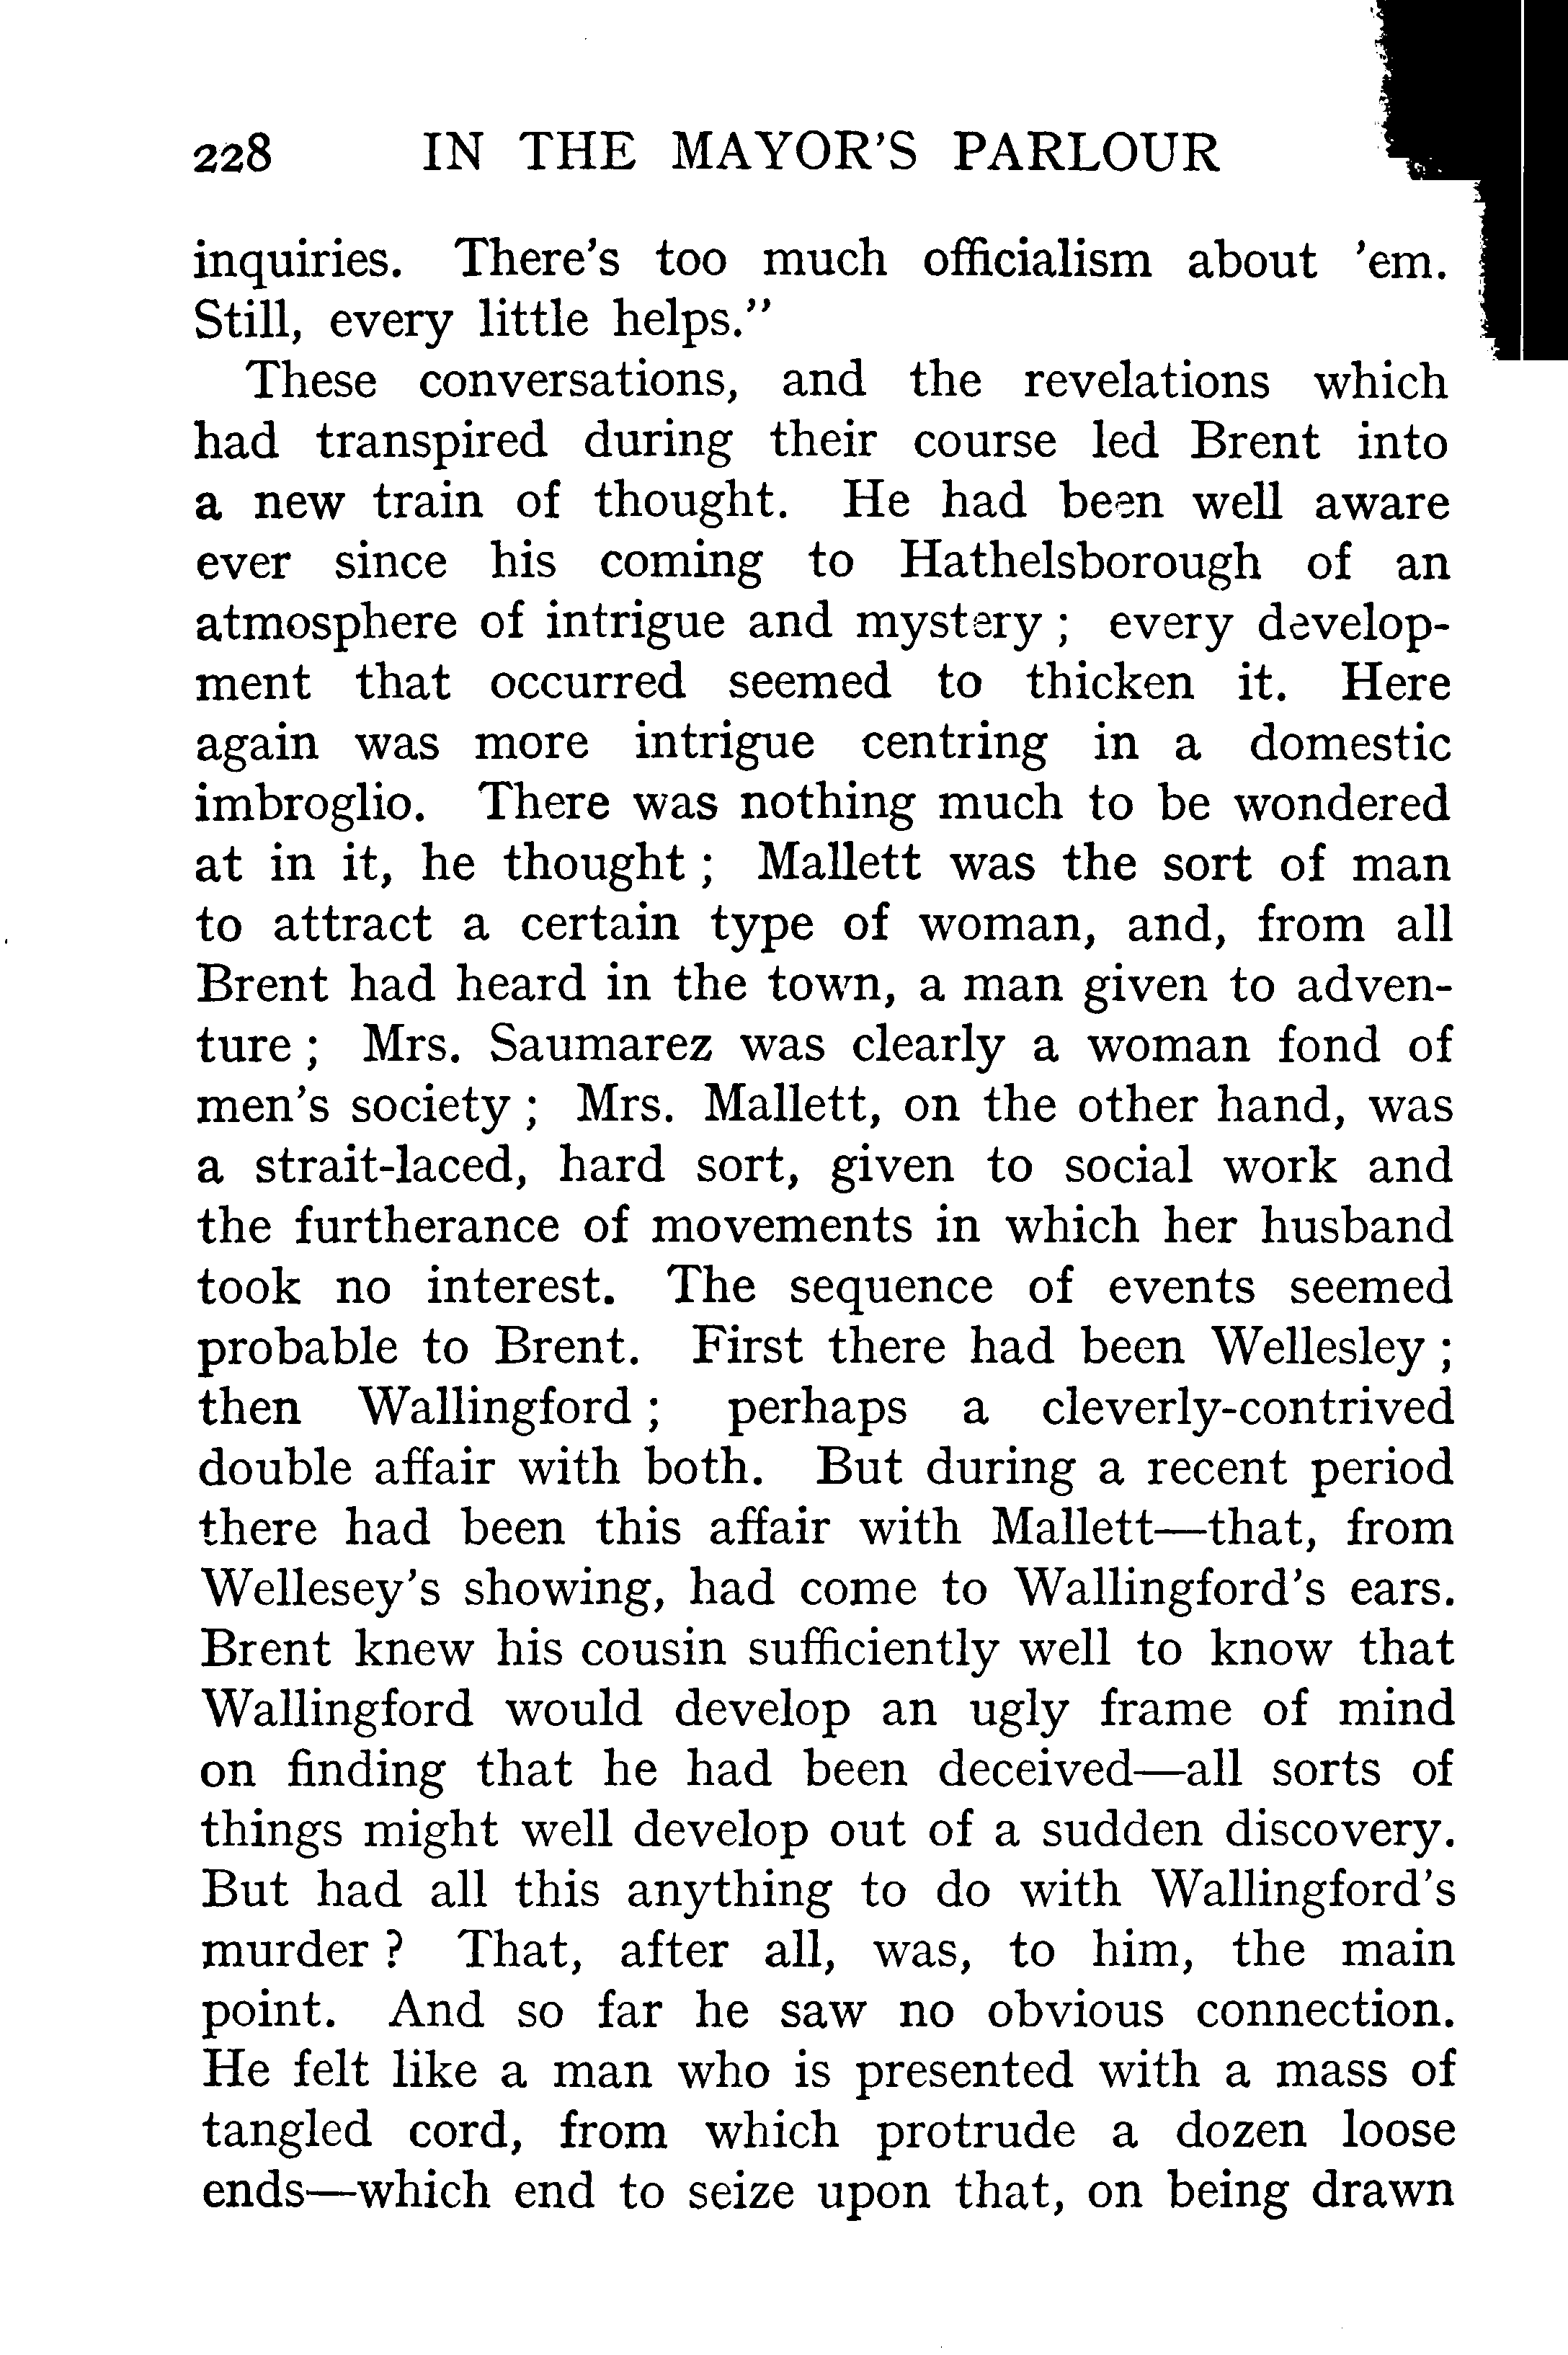 228 IN THE MAYOR'S PARLOUR
inquiries. There's too much officialism about 'em.
Still, every little helps."
These conversations, and the revelations which
had transpired during their course led Brent into
a new train of thought. He had been well aware
ever since his coming to Hathelsborough of an
atmosphere of intrigue and mystery ; every develop-
ment that occurred seemed to thicken it. Here
again was more intrigue centring in a domestic
imbroglio. There was nothing much to be wondered
at in it, he thought ; Mallett was the sort of man
to attract a certain type of woman, and, from all
Brent had heard in the town, a man given to adven-
ture ; Mrs. Saumarez was clearly a woman fond of
men's society ; Mrs. Mallett, on the other hand, was
a strait-laced, hard sort, given to social work and
the furtherance of movements in which her husband
took no interest. The sequence of events seemed
probable to Brent. First there had been Wellesley ;
then Wallingford ; perhaps a cleverly-contrived
double affair with both. But during a recent period
there had been this affair with Mallett—that, from
Wellesey's showing, had come to Wallingford's ears.
Brent knew his cousin sufficiently well to know that
Wallingford would develop an ugly frame of mind
on finding that he had been deceived—all sorts of
things might well develop out of a sudden discovery.
But had all this anything to do with Wallingford's
murder ? That, after all, was, to him, the main
point. And so far he saw no obvious connection.
He felt like a man who is presented with a mass of
tangled cord, from which protrude a dozen loose
ends—which end to seize upon that, on being drawn